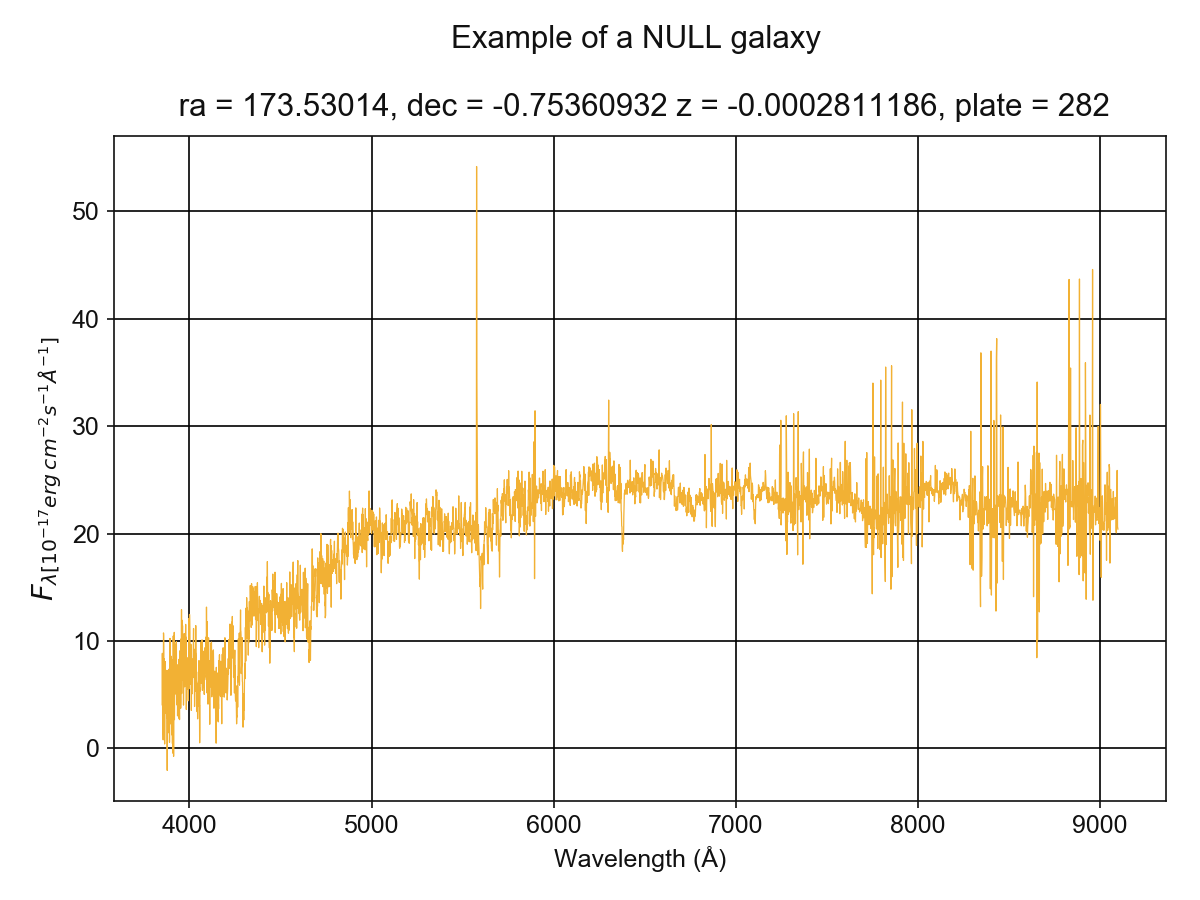 Example of a NULL galaxy
ra = 173.53014, dec = -0.75360932 z = -0.0002811186, plate = 282
50
40
30
20
10
0
F_λ[10^{-17} erg cm^{-2} s^{-1} Å^{-1}]
4000 5000 6000 7000 8000 9000
Wavelength (Å)